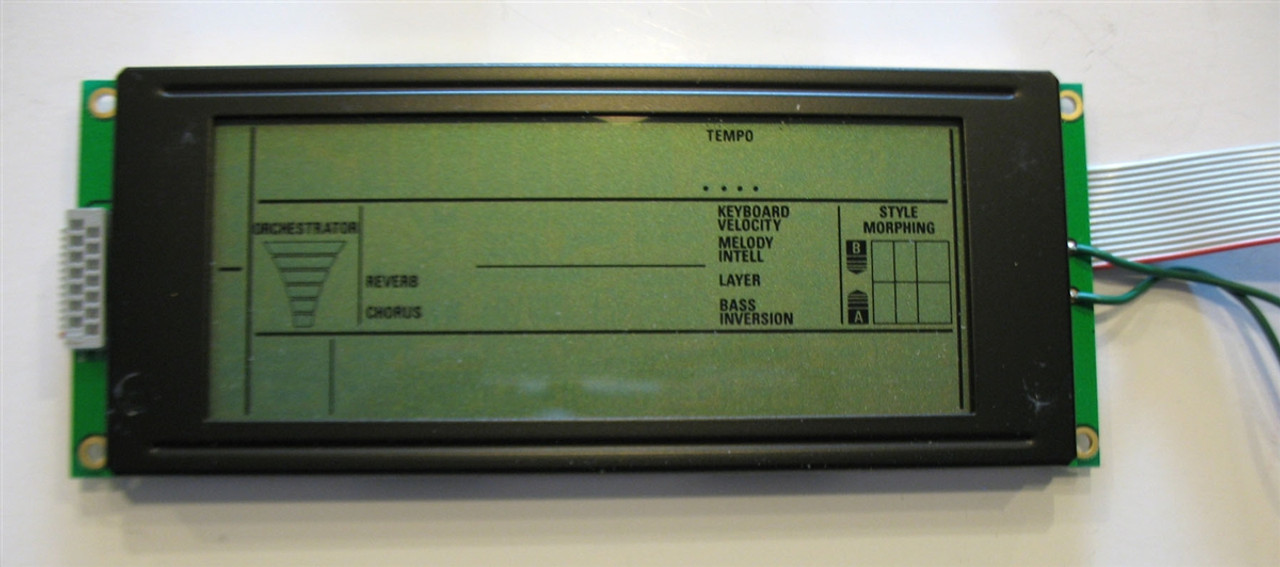 TEMPO
....
KEYBOARD
VELOCITY
STYLE
MORPHING
ORCHESTRATOR
MELODY
INTELL
B
REVERB
LAYER
CHORUS
BASS
INVERSION
A